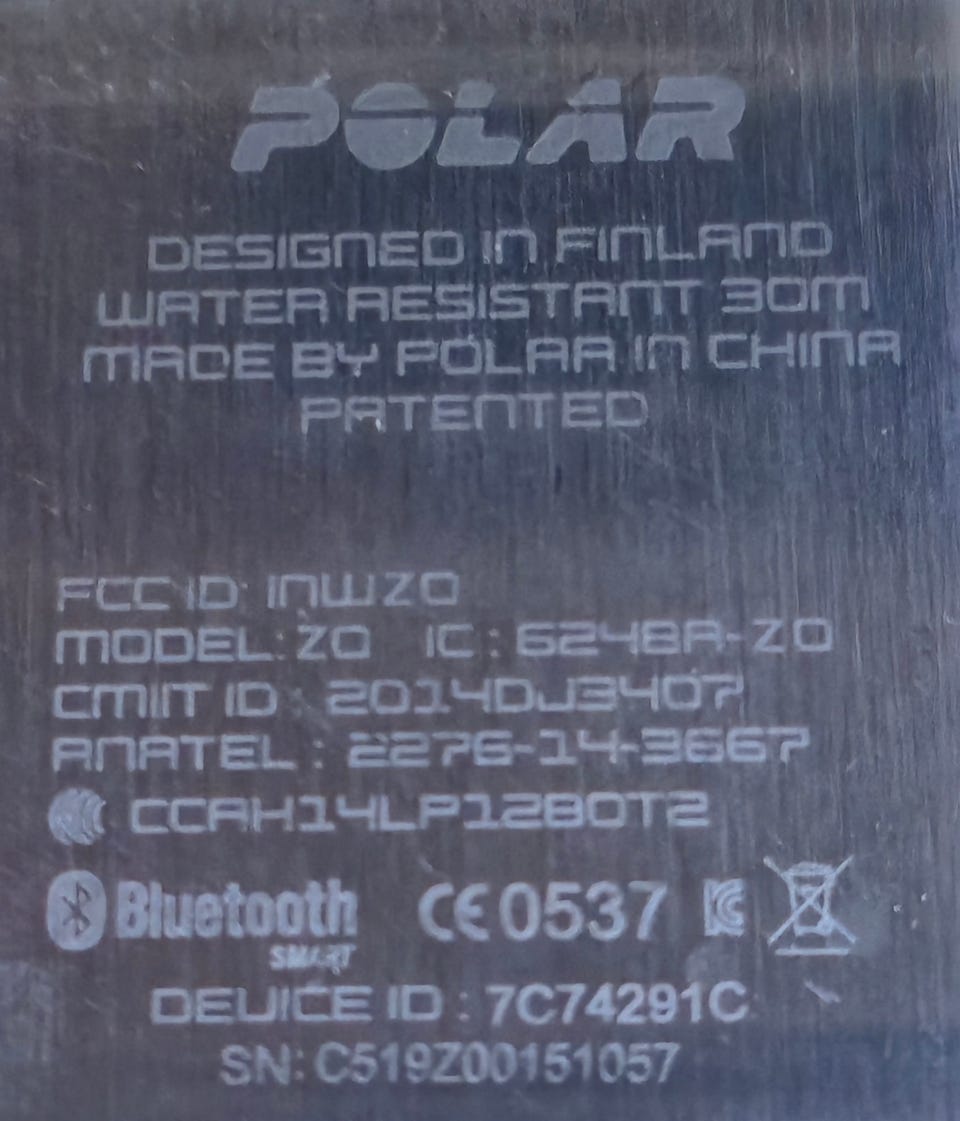 POLAR
DESIGNED IN FINLAND
WATER RESISTANT 30M
MADE BY POLAR IN CHINA
PATENTED
FCC ID: INWZO
MODEL: ZO IC: 6248A-ZO
CMIIT ID: 2014DJ3407
ANATEL: 2276-14-3667
CCAH14LP1280T2
Bluetooth
SMART
CE 0537
DEVICE ID : 7C74291C
SN: C519Z00151057